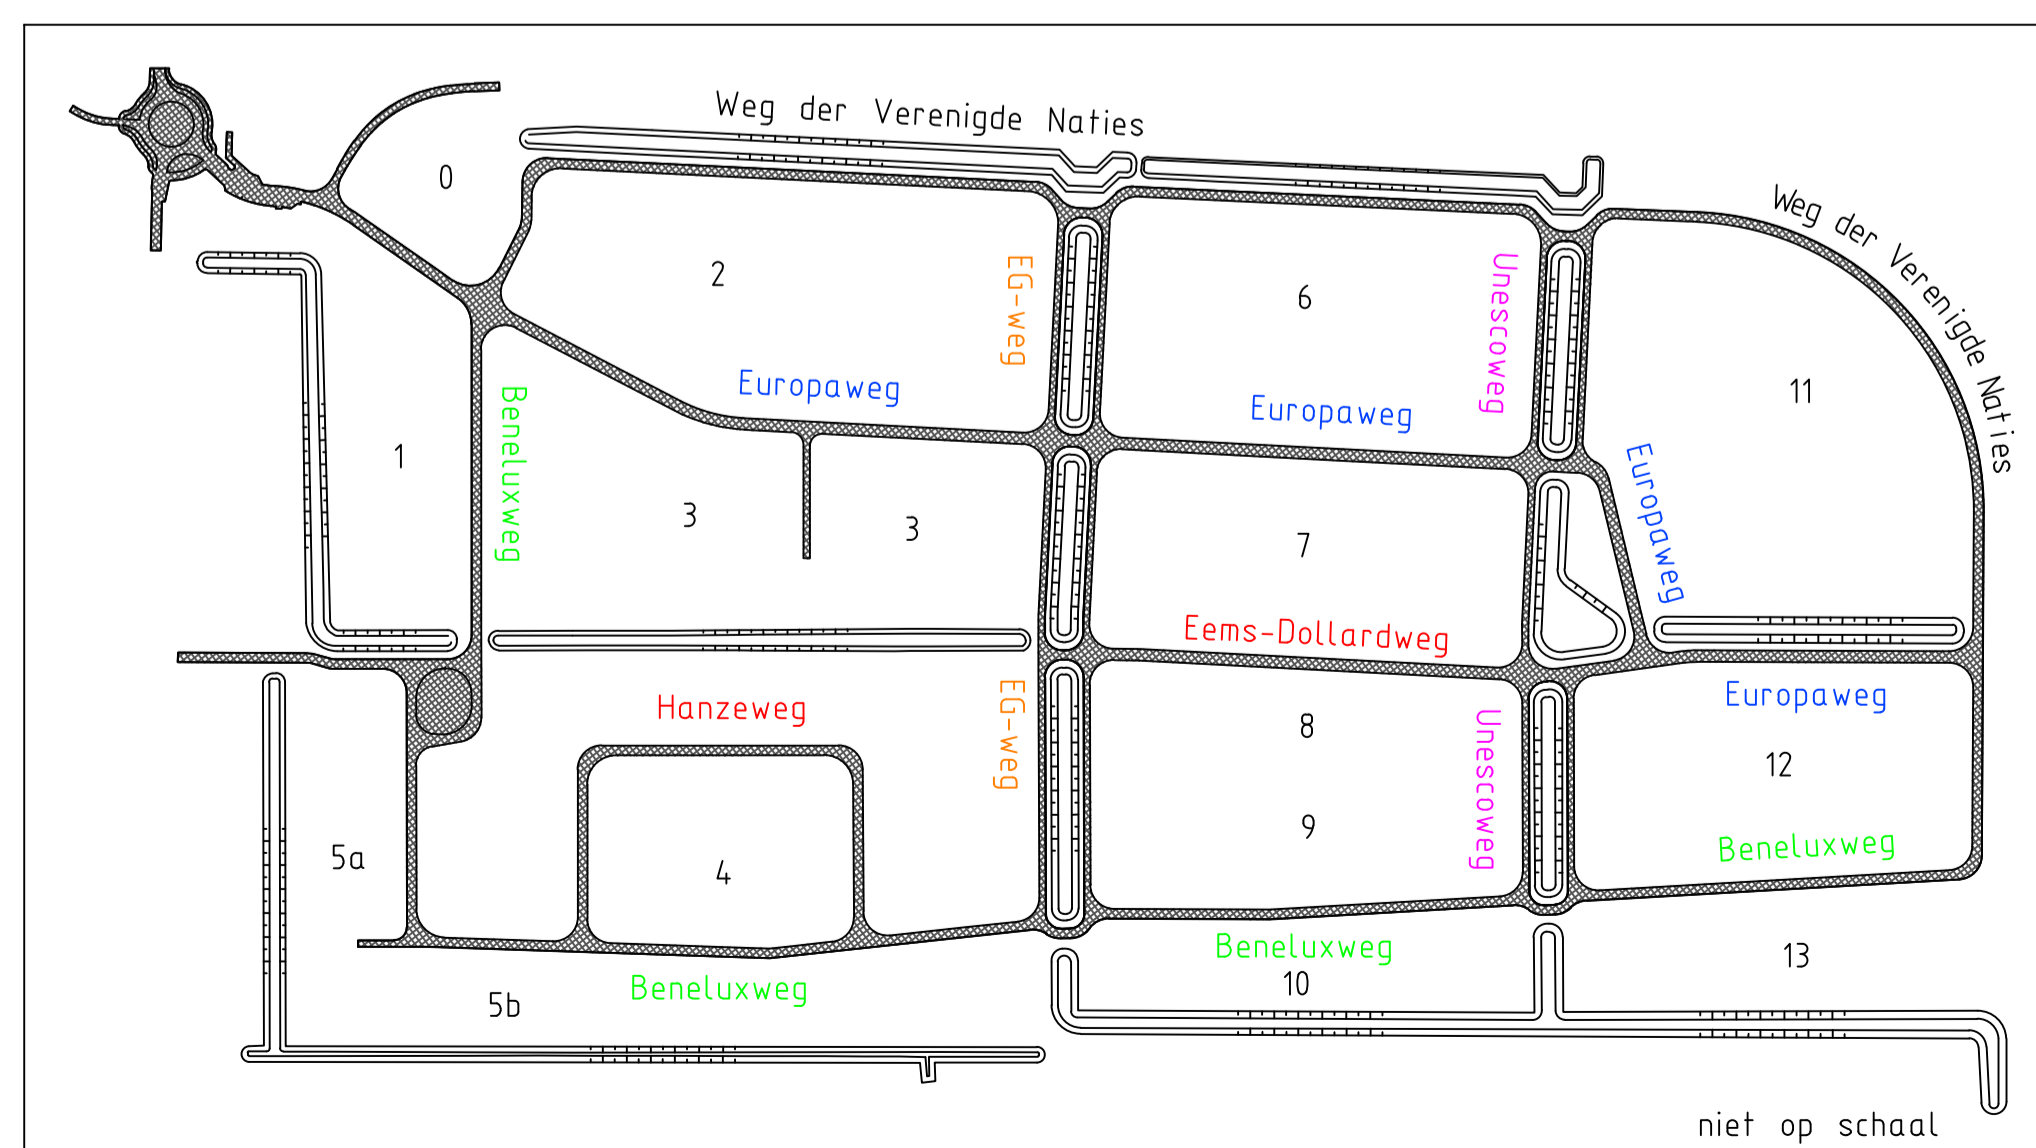 Weg der Verenigde Naties
0
Weg der Verenigde Naties
2
EG-weg
6
Unescoweg
Europaweg
Europaweg
11
Beneluxweg
1
Europaweg
3
3
7
Eems-Dollardweg
Hanzeweg
EG-weg
8
Unescoweg
Europaweg
12
9
Beneluxweg
5a
4
Beneluxweg
10
13
5b
Beneluxweg
niet op schaal